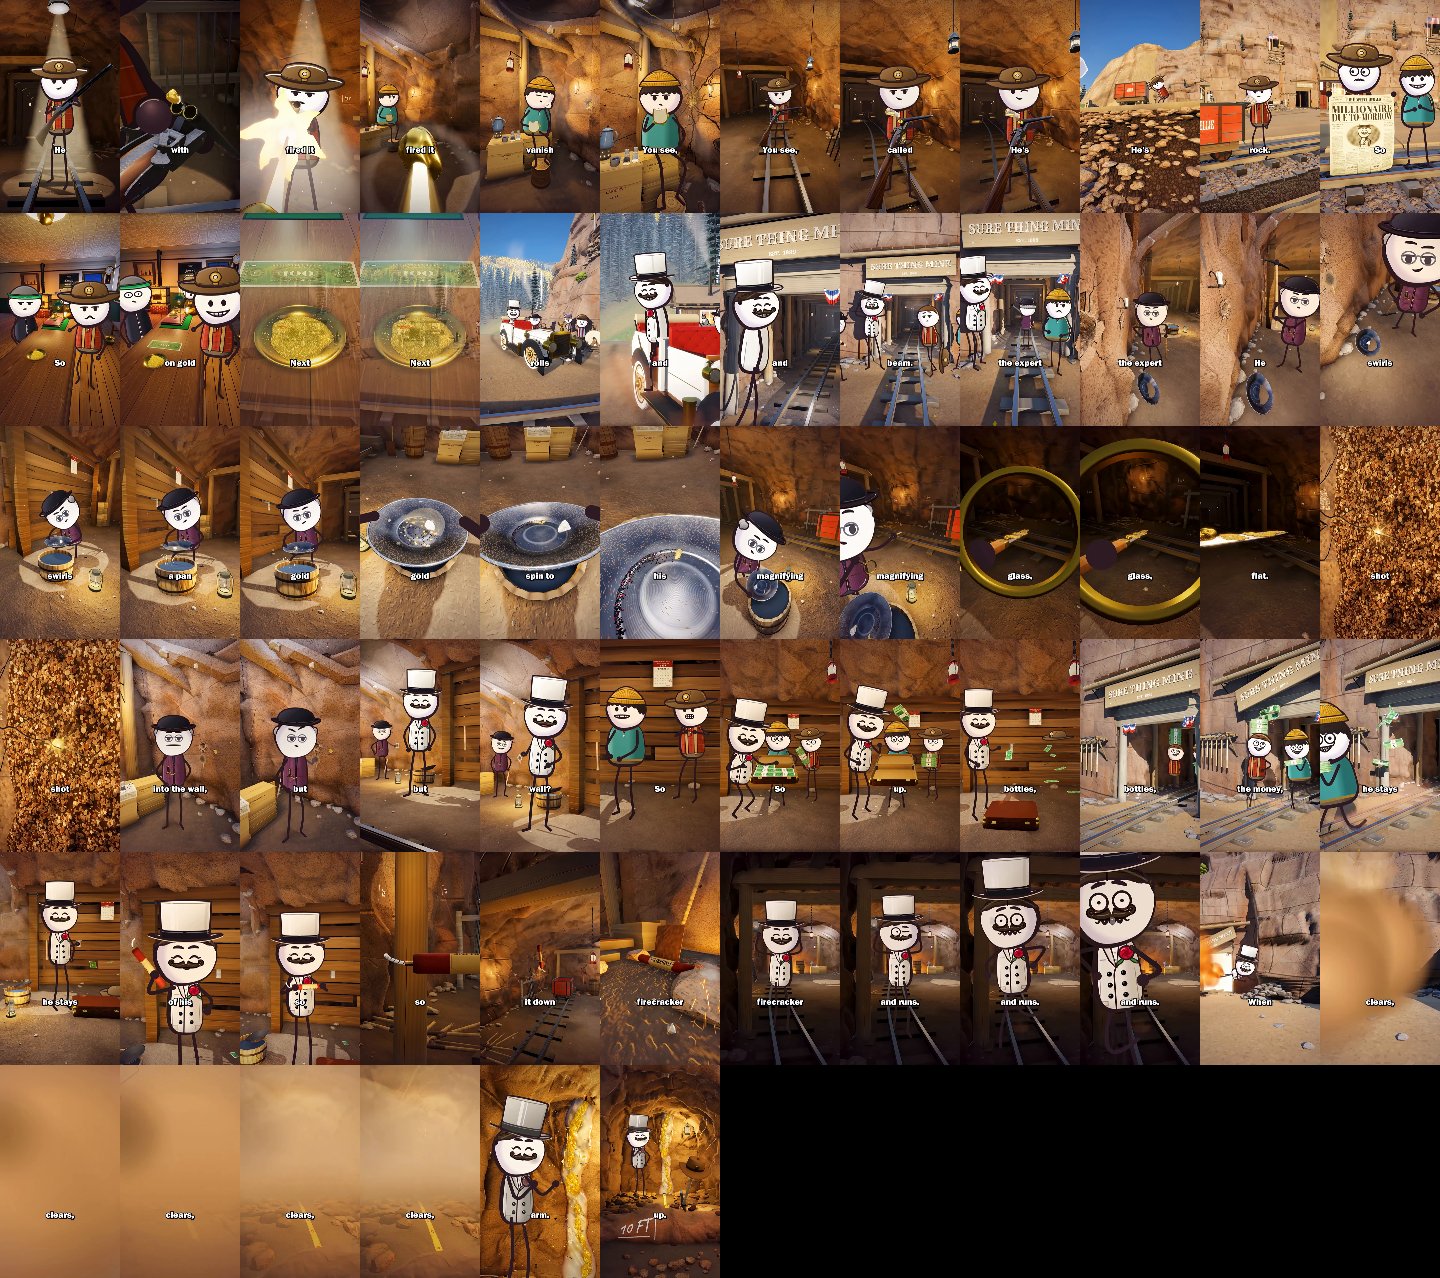 He
with
fired it
fired it
vanish
You see,
You see,
called
He's
He's
rock.
MILLIONAIRE
DUE TO-MORROW
So
So
on gold
Next
Next
rolls
and
SURE THING MI
and
SURE THING MINE
beam.
SURE THING MIN
the expert
the expert
He
swirls
swirls
a pan
gold
gold
spin to
his
magnifying
magnifying
glass,
glass,
flat.
shot
shot
into the wall,
but
but
wall?
So
So
up.
bottles,
SURE THING MINE
bottles,
SURE THING MIN
the money,
SURE THING MINE
he stays
he stays
of his
so,
so
it down
firecracker
firecracker
and runs.
and runs.
and runs.
When
clears,
clears,
clears,
clears,
clears,
arm.
up.
10 FT